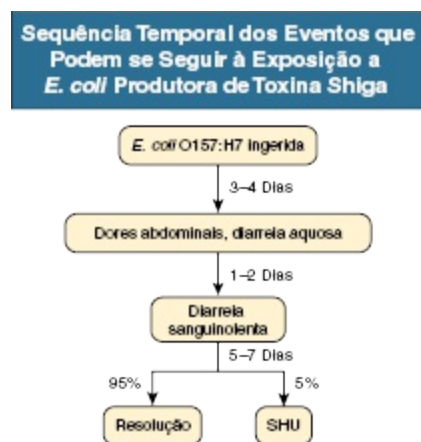 Sequência Temporal dos Eventos que
Podem se Seguir à Exposição a
E. coli Produtora de Toxina Shiga
E. coli O157:H7 ingerida
3–4 Dias
Dores abdominais, diarreia aquosa
1–2 Dias
Diarreia
sanguinolenta
5–7 Dias
95%
5%
Resolução
SHU